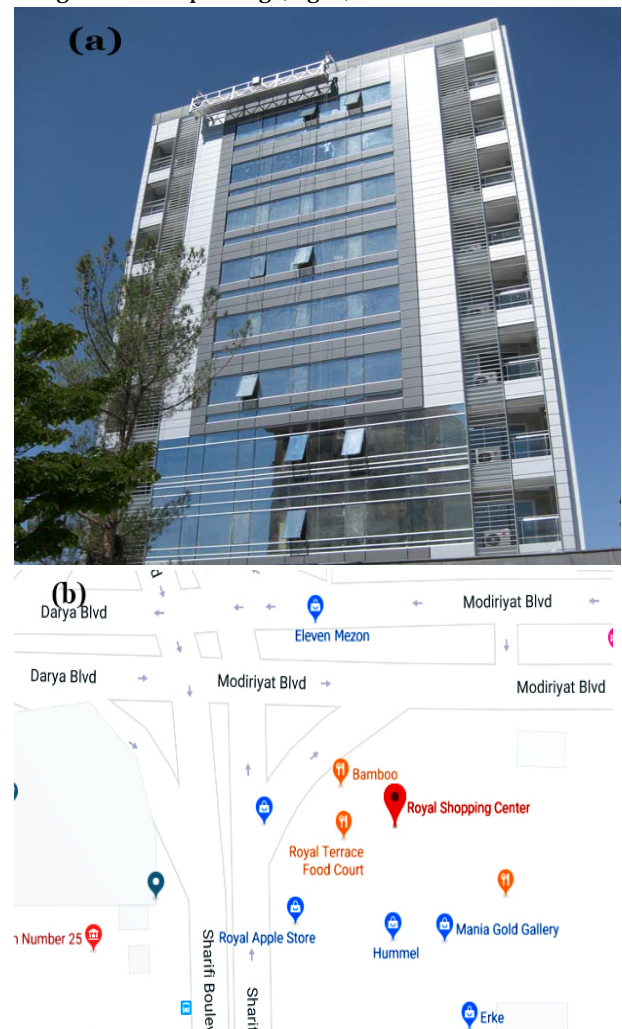 (a)
(b)
Darya Blvd
Modiriyat Blvd
Eleven Mezon
Darya Blvd
Modiriyat Blvd
Modiriyat Blvd
Bamboo
Royal Shopping Center
Royal Terrace
Food Court
Number 25
Royal Apple Store
Mania Gold Gallery
Hummel
Sharifi
Erke